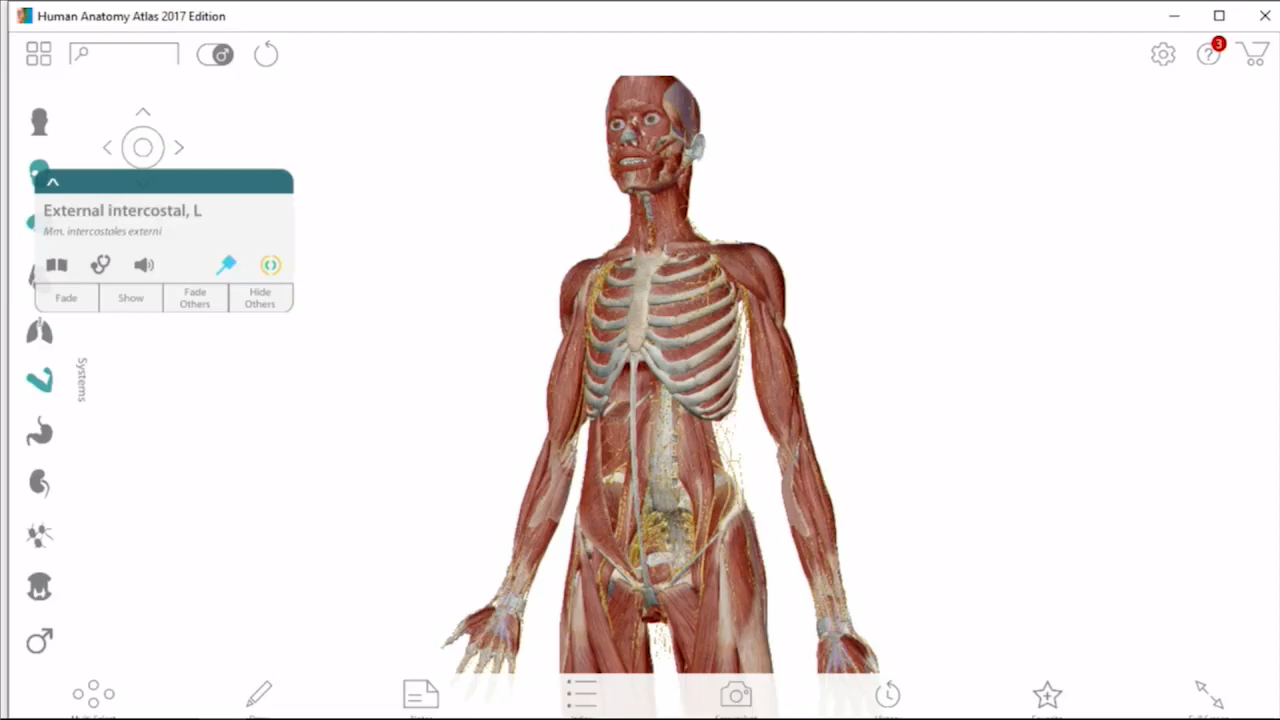 Human Anatomy Atlas 2017 Edition
3
External intercostal, L
Mm. intercostales externi
Fade
Show
Fade
Others
Hide
Others
Systems